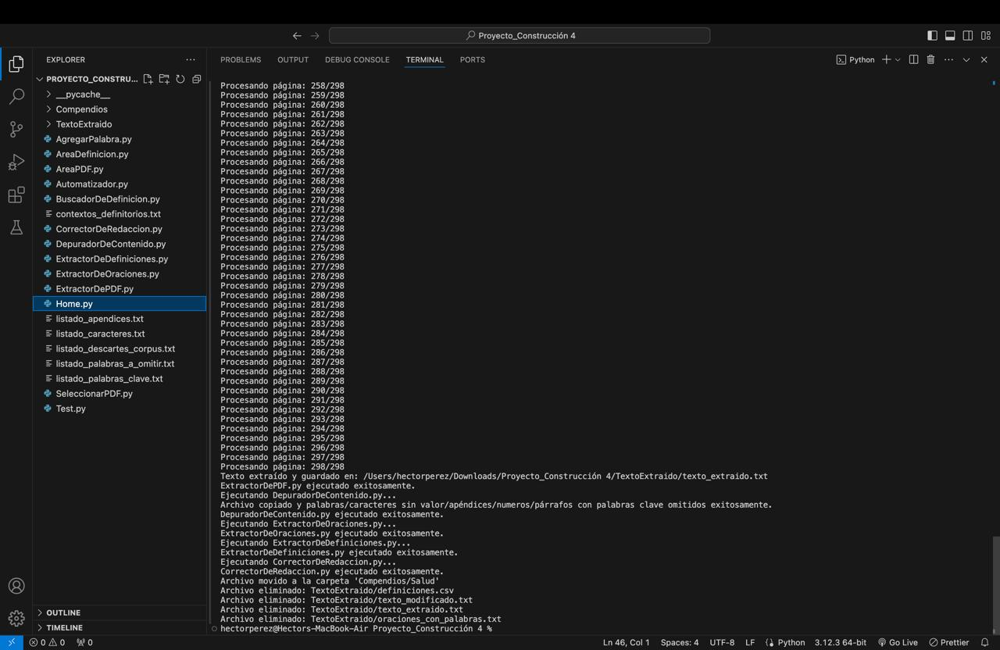 Proyecto_Construcción 4
EXPLORER
PROYECTO_CONSTRU...
__pycache__
Compendios
TextoExtraido
AgregarPalabra.py
AreaDefinicion.py
AreaPDF.py
Automatizador.py
BuscadorDeDefinicion.py
contextos_definitorios.txt
CorrectorDeRedaccion.py
DepuradorDeContenido.py
ExtractorDeDefiniciones.py
ExtractorDeOraciones.py
ExtractorDePDF.py
Home.py
listado_apendices.txt
listado_caracteres.txt
listado_descartes_corpus.txt
listado_palabras_a_omitir.txt
listado_palabras_clave.txt
SeleccionarPDF.py
Test.py
OUTLINE
TIMELINE
PROBLEMS OUTPUT DEBUG CONSOLE TERMINAL PORTS
Python
Procesando página: 258/298
Procesando página: 259/298
Procesando página: 260/298
Procesando página: 261/298
Procesando página: 262/298
Procesando página: 263/298
Procesando página: 264/298
Procesando página: 265/298
Procesando página: 266/298
Procesando página: 267/298
Procesando página: 268/298
Procesando página: 269/298
Procesando página: 270/298
Procesando página: 271/298
Procesando página: 272/298
Procesando página: 273/298
Procesando página: 274/298
Procesando página: 275/298
Procesando página: 276/298
Procesando página: 277/298
Procesando página: 278/298
Procesando página: 279/298
Procesando página: 280/298
Procesando página: 281/298
Procesando página: 282/298
Procesando página: 283/298
Procesando página: 284/298
Procesando página: 285/298
Procesando página: 286/298
Procesando página: 287/298
Procesando página: 288/298
Procesando página: 289/298
Procesando página: 290/298
Procesando página: 291/298
Procesando página: 292/298
Procesando página: 293/298
Procesando página: 294/298
Procesando página: 295/298
Procesando página: 296/298
Procesando página: 297/298
Procesando página: 298/298
Texto extraído y guardado en: /Users/hectorperez/Downloads/Proyecto_Construcción 4/TextoExtraido/texto_extraido.txt
ExtractorDePDF.py ejecutado exitosamente.
Ejecutando DepuradorDeContenido.py...
Archivo copiado y palabras/caracteres sin valor/apéndices/numeros/párrafos con palabras clave omitidos exitosamente.
DepuradorDeContenido.py ejecutado exitosamente.
Ejecutando ExtractorDeOraciones.py...
ExtractorDeOraciones.py ejecutado exitosamente.
Ejecutando ExtractorDeDefiniciones.py...
ExtractorDeDefiniciones.py ejecutado exitosamente.
Ejecutando CorrectorDeRedaccion.py...
CorrectorDeRedaccion.py ejecutado exitosamente.
Archivo movido a la carpeta 'Compendios/Salud'
Archivo eliminado: TextoExtraido/definiciones.csv
Archivo eliminado: TextoExtraido/texto_modificado.txt
Archivo eliminado: TextoExtraido/texto_extraido.txt
Archivo eliminado: TextoExtraido/oraciones_con_palabras.txt
hectorperez@Hectors-MacBook-Air Proyecto_Construcción 4 %
0 0 0 Ln 46, Col 1 Spaces: 4 UTF-8 LF Python 3.12.3 64-bit Go Live Prettier